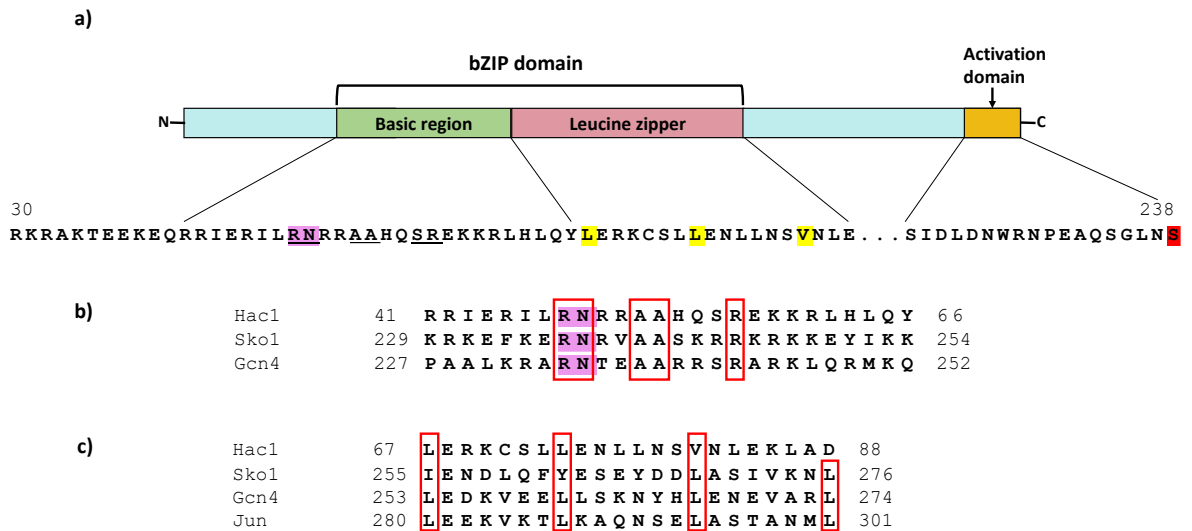 a)
bZIP domain
Activation
domain
N
Basic region
Leucine zipper
C
30
238
RKRAKTEEKEQRRIERILRNRRAAHQSREKKRLHLQYLERKCSLLENLLNSVNLE...SIDLDNWRNPEAQSGLNS
b)
Hac1 41 RRIERILRNRRAAHQSREKKRLHLQY 66
Sko1 229 KRKEFKERNRVAASKRRKRKKEYIKK 254
Gcn4 227 PAALKRARNTEAARRSRARKLQRMKQ 252
c)
Hac1 67 LERKCSLLENLLNSVNLEKLAD 88
Sko1 255 IENDLQFYESEYDDLASIVKNL 276
Gcn4 253 LEDKVEELLSKNYHLENEVARL 274
Jun 280 LEEKVKTLKAQNSELASTANML 301